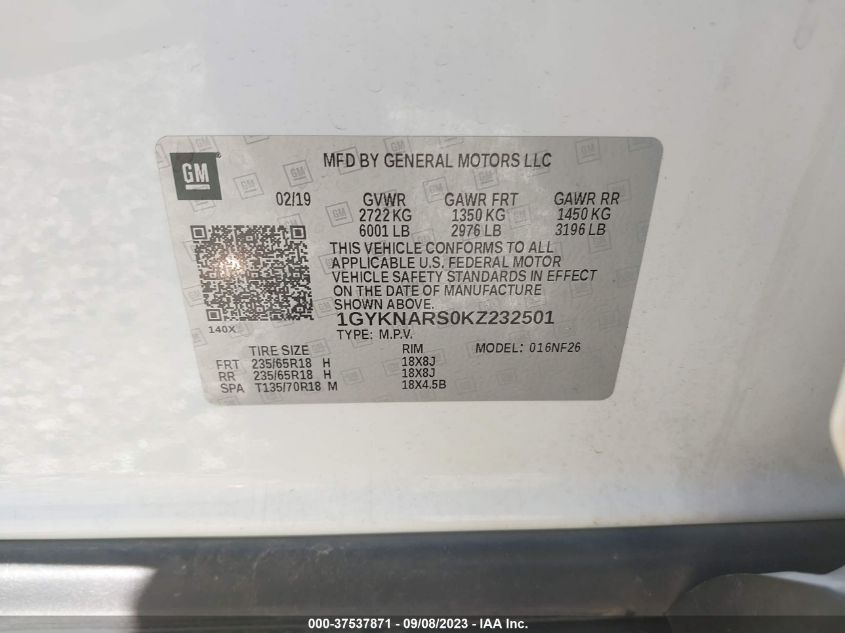 GM
MFD BY GENERAL MOTORS LLC
02/19 GVWR GAWR FRT GAWR RR
2722 KG 1350 KG 1450 KG
6001 LB 2976 LB 3196 LB
THIS VEHICLE CONFORMS TO ALL
APPLICABLE U.S. FEDERAL MOTOR
VEHICLE SAFETY STANDARDS IN EFFECT
ON THE DATE OF MANUFACTURE
SHOWN ABOVE.
140X
1GYKNARS0KZ232501
TYPE: M.P.V.
TIRE SIZE RIM MODEL: 016NF26
FRT 235/65R18 H 18X8J
RR 235/65R18 H 18X8J
SPA T135/70R18 M 18X4.5B
000-37537871 - 09/08/2023 - IAA Inc.